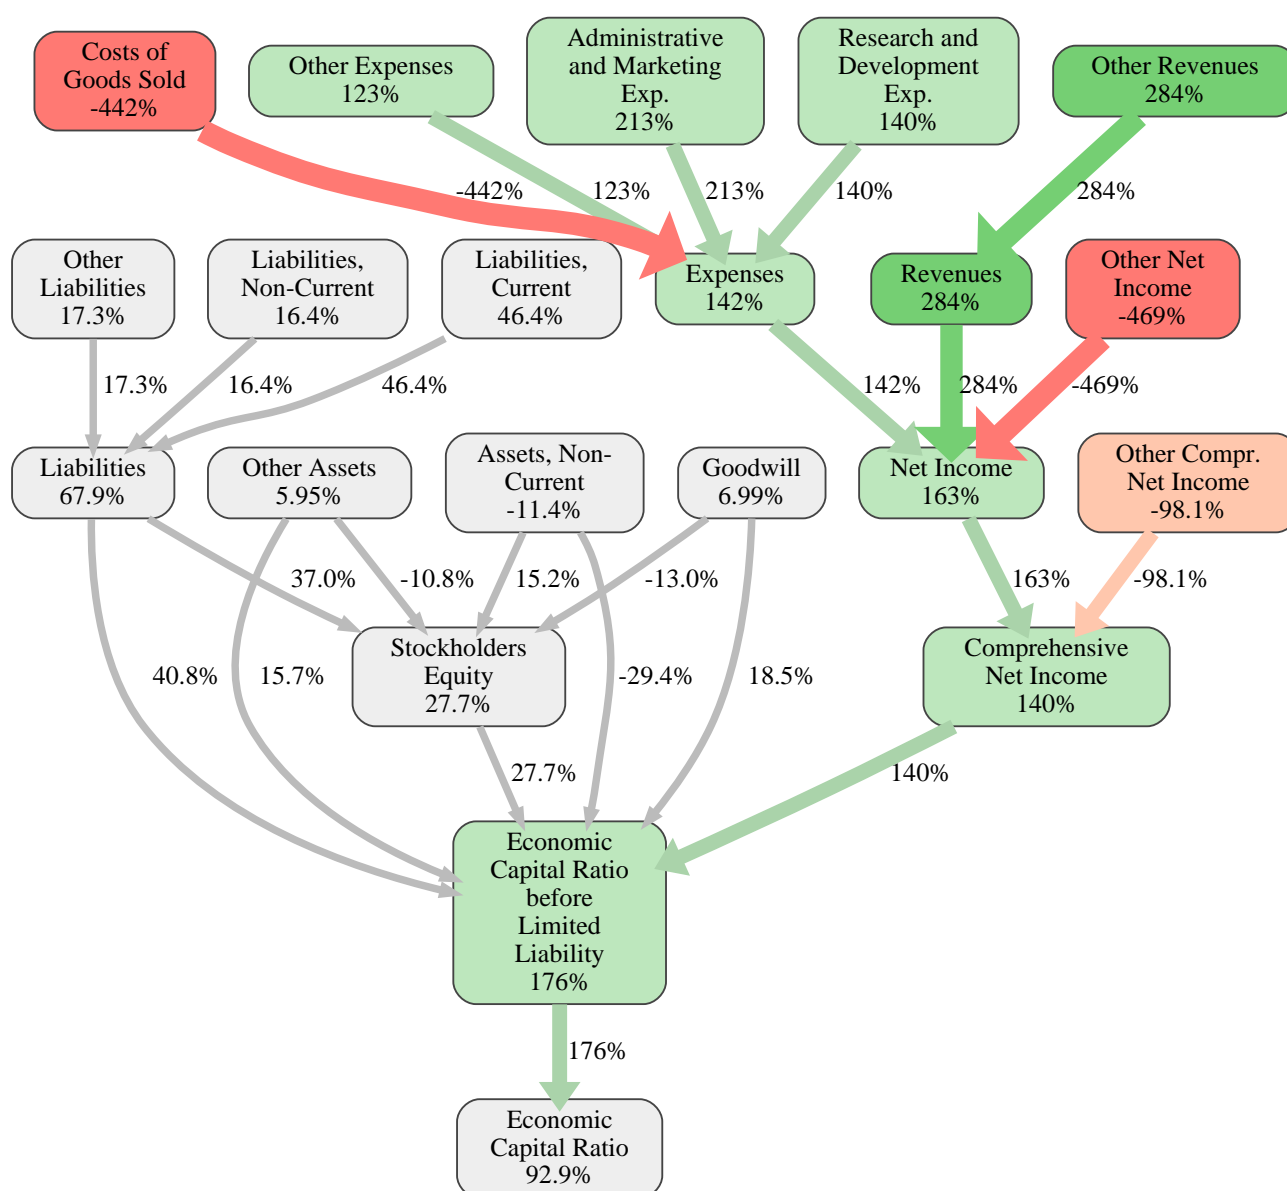 Costs of
Goods Sold
-442%
Other Expenses
123%
Administrative
and Marketing
Exp.
213%
Research and
Development
Exp.
140%
Other Revenues
284%
-442%
123%
213%
140%
284%
Other
Liabilities
17.3%
Liabilities,
Non-Current
16.4%
Liabilities,
Current
46.4%
Expenses
142%
Revenues
284%
Other Net
Income
-469%
17.3%
16.4%
46.4%
142%
284%
-469%
Liabilities
67.9%
Other Assets
5.95%
Assets, Non-
Current
-11.4%
Goodwill
6.99%
Net Income
163%
Other Compr.
Net Income
-98.1%
37.0%
-10.8%
15.2%
-13.0%
163%
-98.1%
Stockholders
Equity
27.7%
Comprehensive
Net Income
140%
40.8%
15.7%
-29.4%
18.5%
27.7%
140%
Economic
Capital Ratio
before
Limited
Liability
176%
176%
Economic
Capital Ratio
92.9%